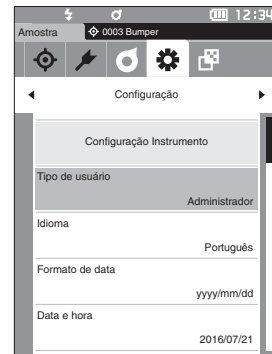 12:34
Amostra 0003 Bumper
Configuração
Configuração Instrumento
Tipo de usuário
Administrador
Idioma
Português
Formato de data
yyyy/mm/dd
Data e hora
2016/07/21